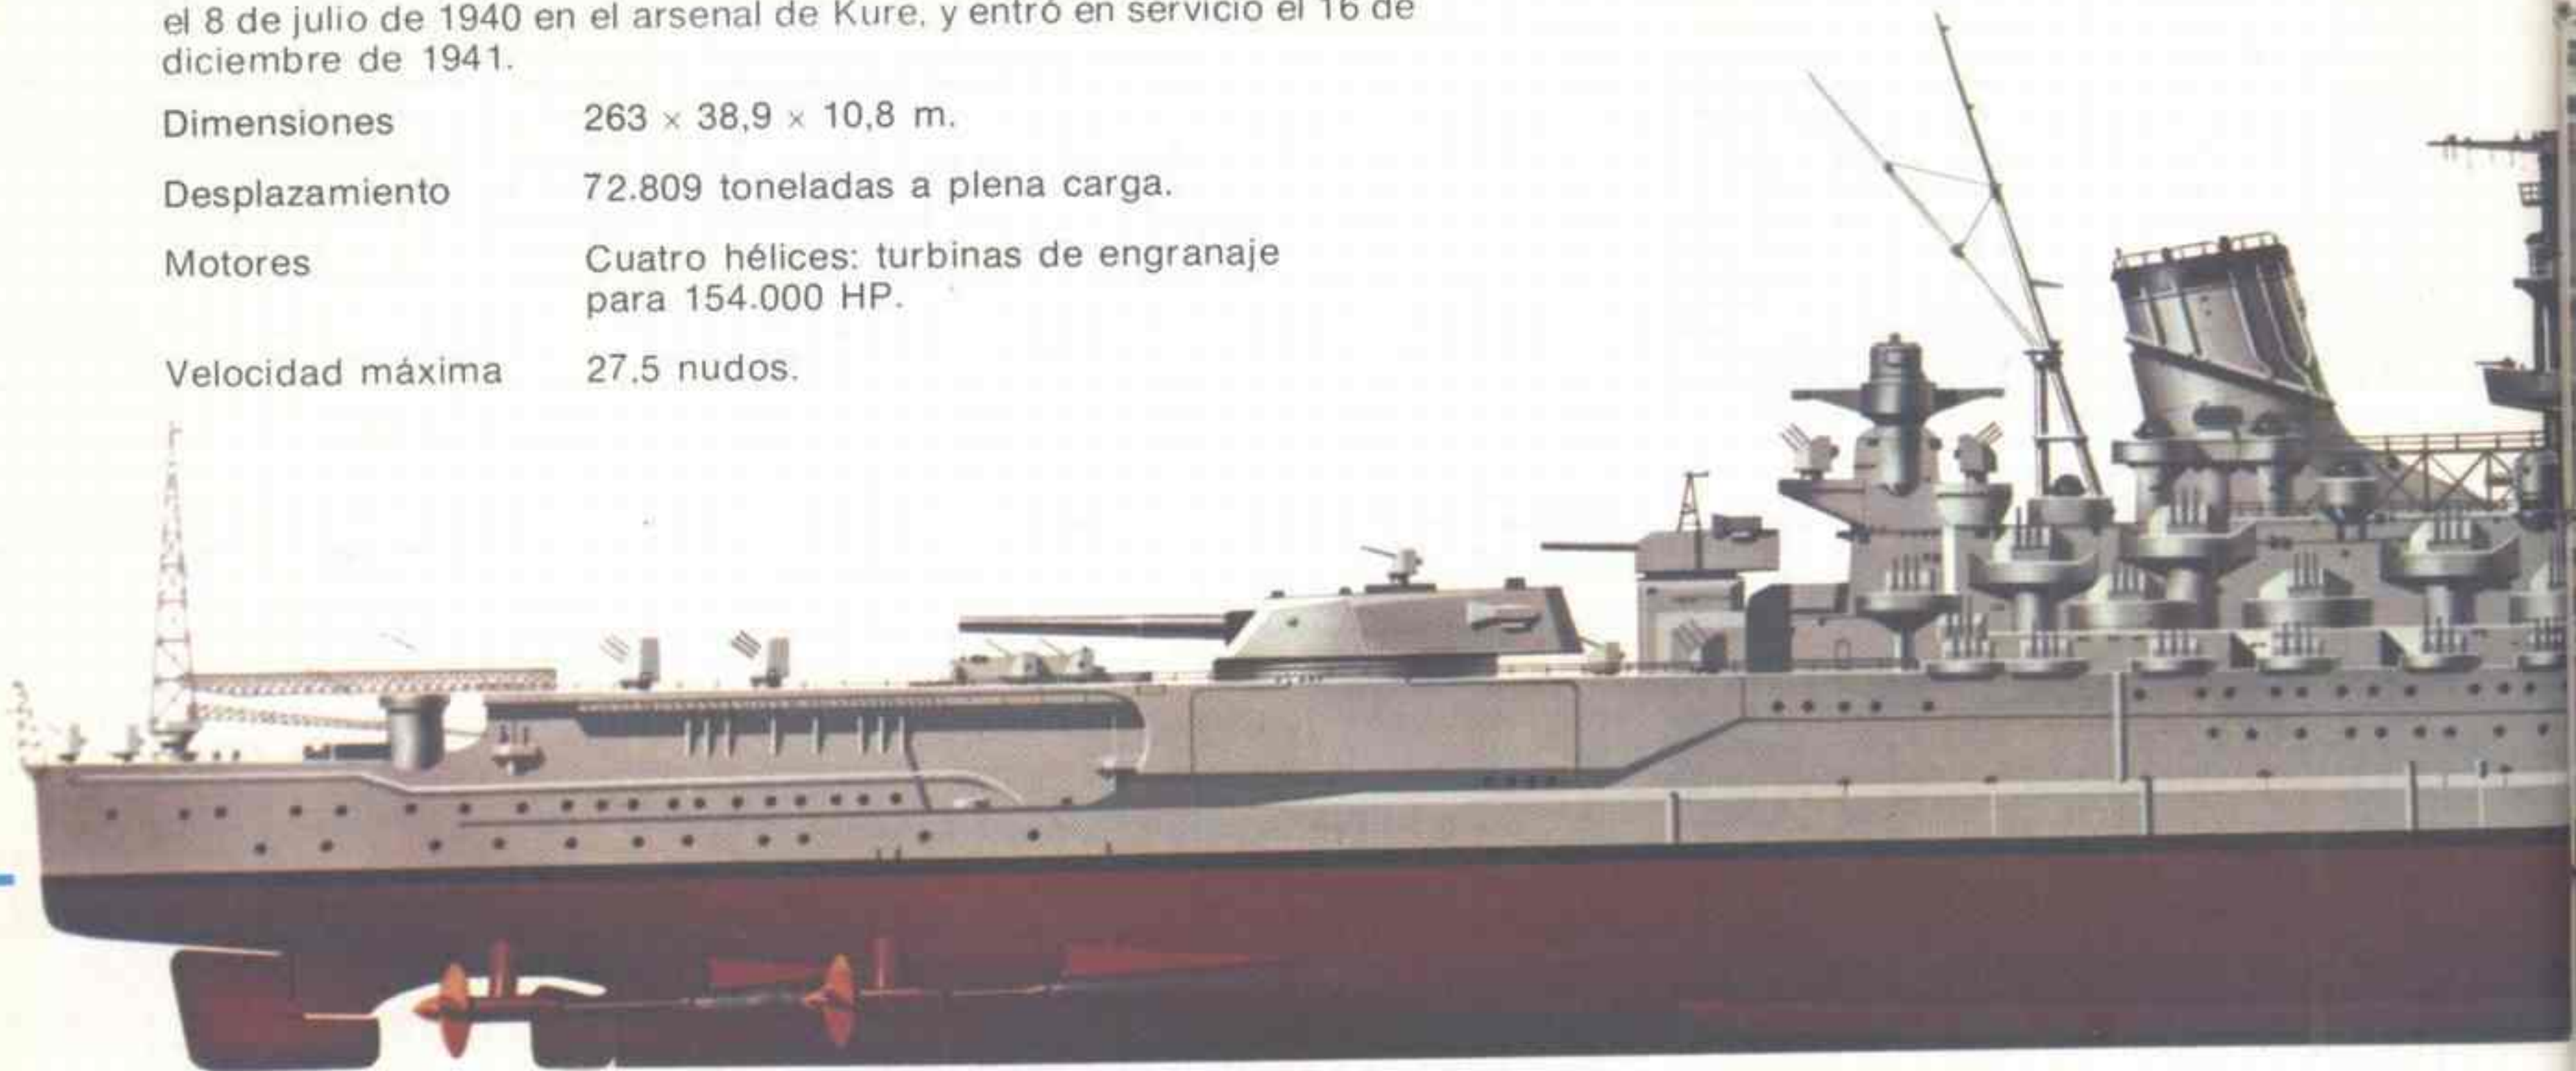 el 8 de julio de 1940 en el arsenal de Kure, y entró en servicio el 16 de
diciembre de 1941.
Dimensiones 263 × 38,9 × 10,8 m.
Desplazamiento 72.809 toneladas a plena carga.
Motores Cuatro hélices: turbinas de engranaje
para 154.000 HP.
Velocidad máxima 27.5 nudos.